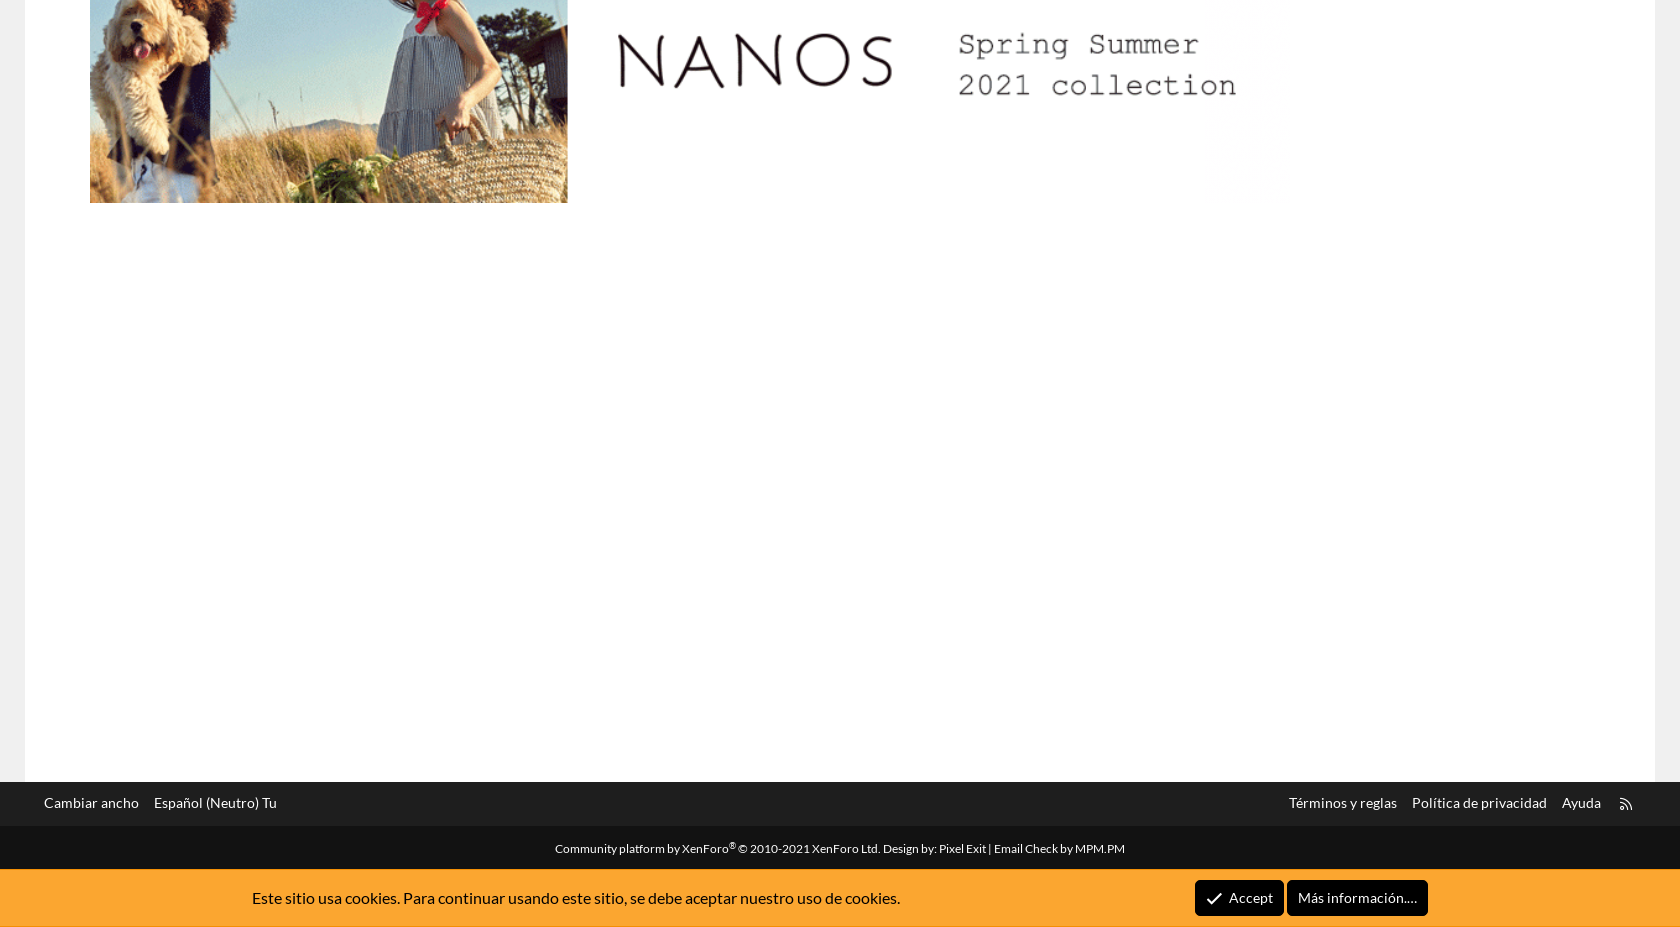 NANOS
Spring Summer
2021 collection
Cambiar ancho Español (Neutro) Tu
Términos y reglas Política de privacidad Ayuda
Community platform by XenForo® © 2010-2021 XenForo Ltd. Design by: Pixel Exit | Email Check by MPM.PM
Este sitio usa cookies. Para continuar usando este sitio, se debe aceptar nuestro uso de cookies.
Accept Más información.…